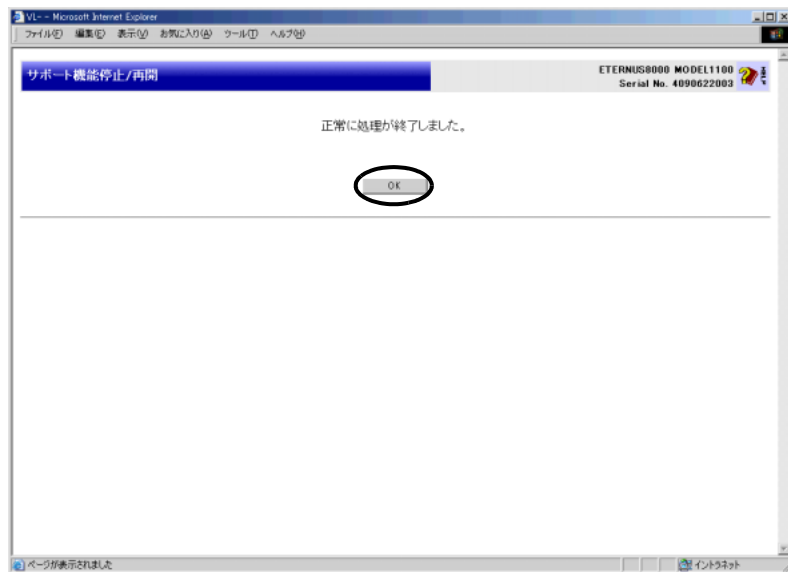 VL-- - Microsoft Internet Explorer
ファイル(F) 編集(E) 表示(V) お気に入り(A) ツール(T) ヘルプ(H)
サポート機能停止/再開
ETERNUS8000 MODEL1100
Serial No. 4090622003
正常に処理が終了しました。
OK
ページが表示されました
イントラネット